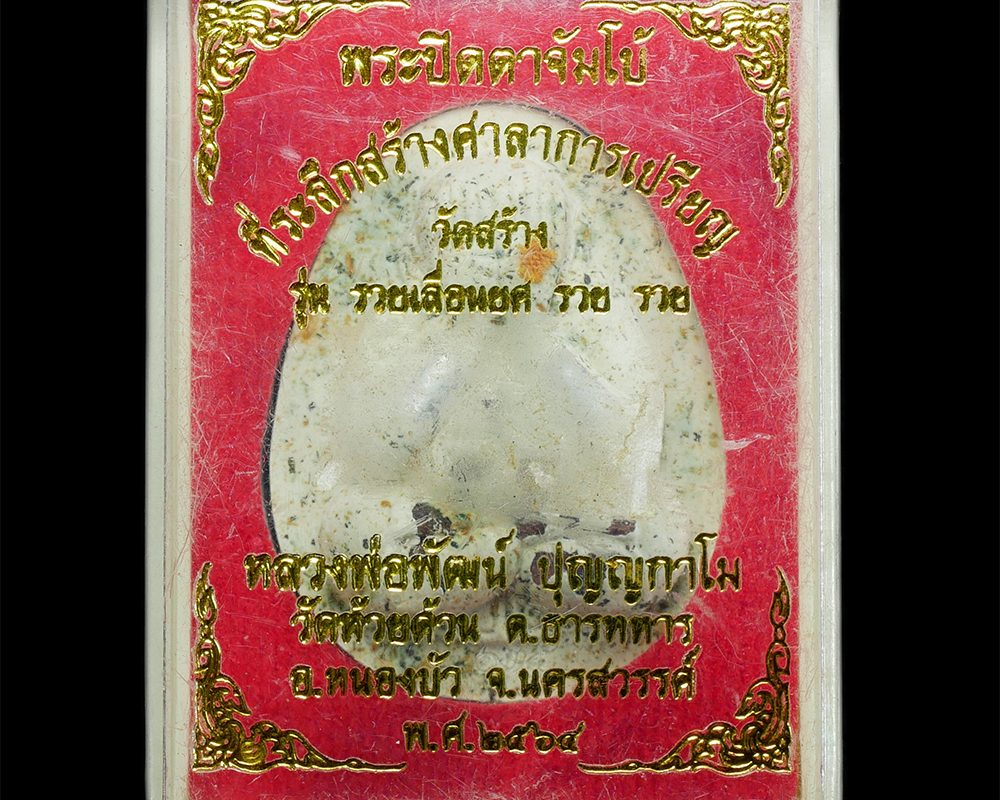 พระปิดตาจัมโบ้
ที่ระลึกสร้างศาลาการเปรียญ
วัดสร้าง
รุ่น รวยเลื่อนยศ รวย รวย
หลวงพ่อพัฒน์ ปุญญกาโม
วัดห้วยด้วน ต.ธารทหาร
อ.หนองบัว จ.นครสวรรค์
พ.ศ.๒๕๖๔